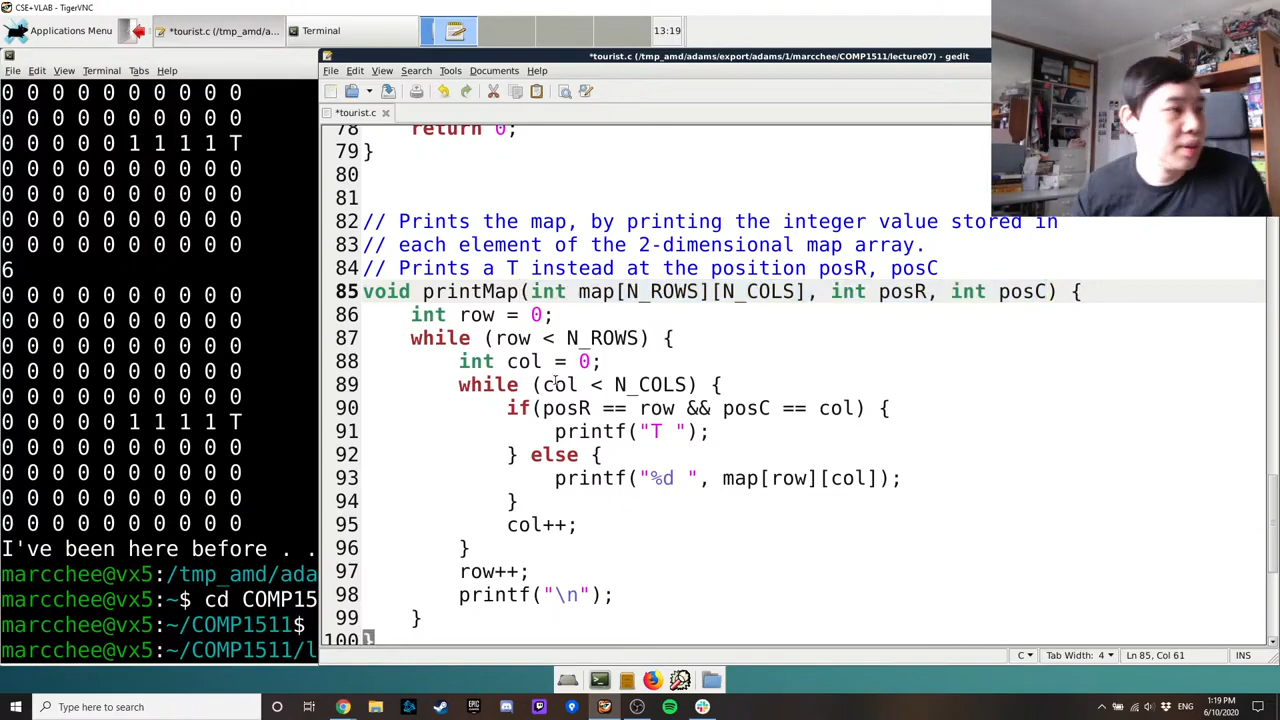 CSE+VLAB - TigerVNC
Applications Menu
*tourist.c (/tmp_amd/a...
Terminal
13:19
*tourist.c (/tmp_amd/adams/export/adams/1/marcchee/COMP1511/lecture07) - gedit
File Edit View Terminal Tabs Help
File Edit View Search Tools Documents Help
*tourist.c
0 0 0 0 0 0 0 0 0 0
0 0 0 0 0 0 0 0 0 0
0 0 0 0 0 1 1 1 1 T
0 0 0 0 0 0 0 0 0 0
0 0 0 0 0 0 0 0 0 0
0 0 0 0 0 0 0 0 0 0
0 0 0 0 0 0 0 0 0 0
6
0 0 0 0 0 0 0 0 0 0
0 0 0 0 0 0 0 0 0 0
0 0 0 0 0 0 0 0 0 0
0 0 0 0 0 0 0 0 0 0
0 0 0 0 0 0 0 0 0 0
0 0 0 0 0 1 1 1 1 T
0 0 0 0 0 0 0 0 0 0
0 0 0 0 0 0 0 0 0 0
0 0 0 0 0 0 0 0 0 0
0 0 0 0 0 0 0 0 0 0
I've been here before . .
marcchee@vx5:/tmp_amd/ada
marcchee@vx5:~$ cd COMP15
marcchee@vx5:~/COMP1511$
marcchee@vx5:~/COMP1511/l
78     return 0;
79 }
80
81
82 // Prints the map, by printing the integer value stored in
83 // each element of the 2-dimensional map array.
84 // Prints a T instead at the position posR, posC
85 void printMap(int map[N_ROWS][N_COLS], int posR, int posC) {
86     int row = 0;
87     while (row < N_ROWS) {
88         int col = 0;
89         while (col < N_COLS) {
90             if(posR == row && posC == col) {
91                 printf("T ");
92             } else {
93                 printf("%d ", map[row][col]);
94             }
95             col++;
96         }
97         row++;
98         printf("\n");
99     }
100 }
C Tab Width: 4 Ln 85, Col 61 INS
Type here to search
EPIC
ENG
1:19 PM
6/10/2020